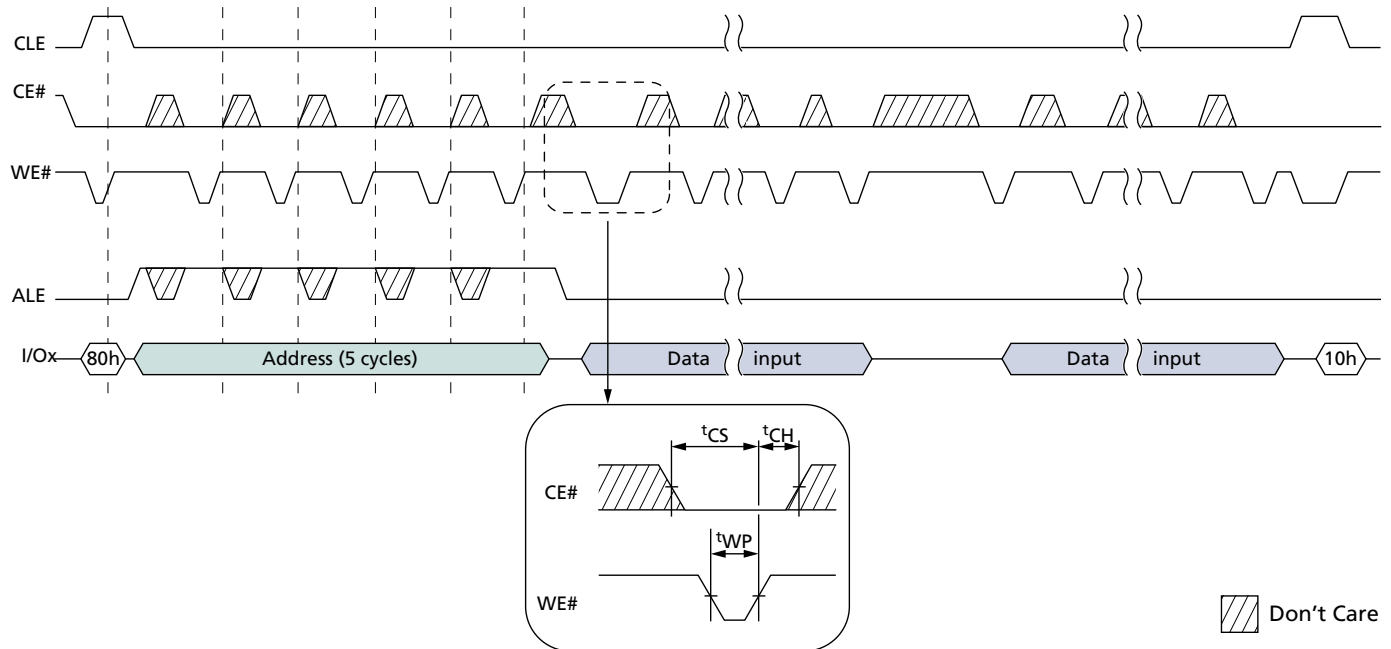 CLE
CE#
WE#
ALE
I/Ox
80h
Address (5 cycles)
Data input
Data input
10h
tCS
tCH
CE#
tWP
WE#
Don't Care